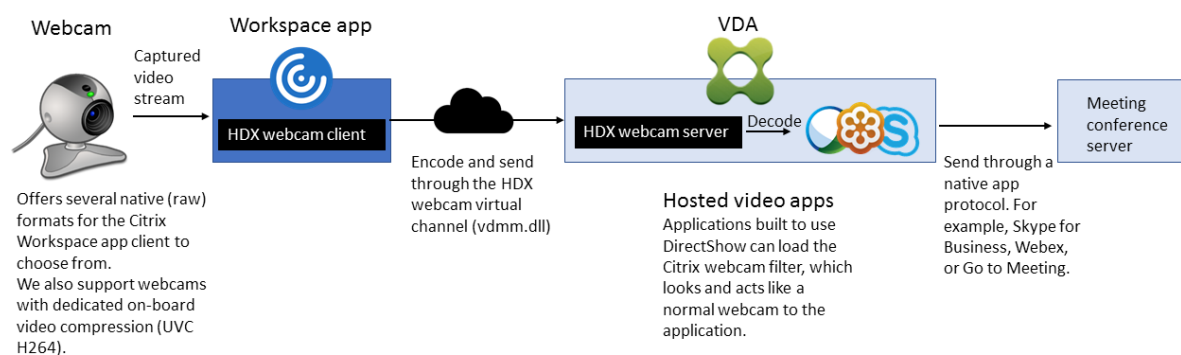 Webcam
Captured
video
stream
Workspace app
HDX webcam client
VDA
HDX webcam server
Decode
S
Meeting
conference
server
Offers several native (raw)
formats for the Citrix
Workspace app client to
choose from.
We also support webcams
with dedicated on-board
video compression (UVC
H264).
Encode and send
through the HDX
webcam virtual
channel (vdmm.dll)
Hosted video apps
Applications built to use
DirectShow can load the
Citrix webcam filter, which
looks and acts like a
normal webcam to the
application.
Send through a
native app
protocol. For
example, Skype for
Business, Webex,
or Go to Meeting.